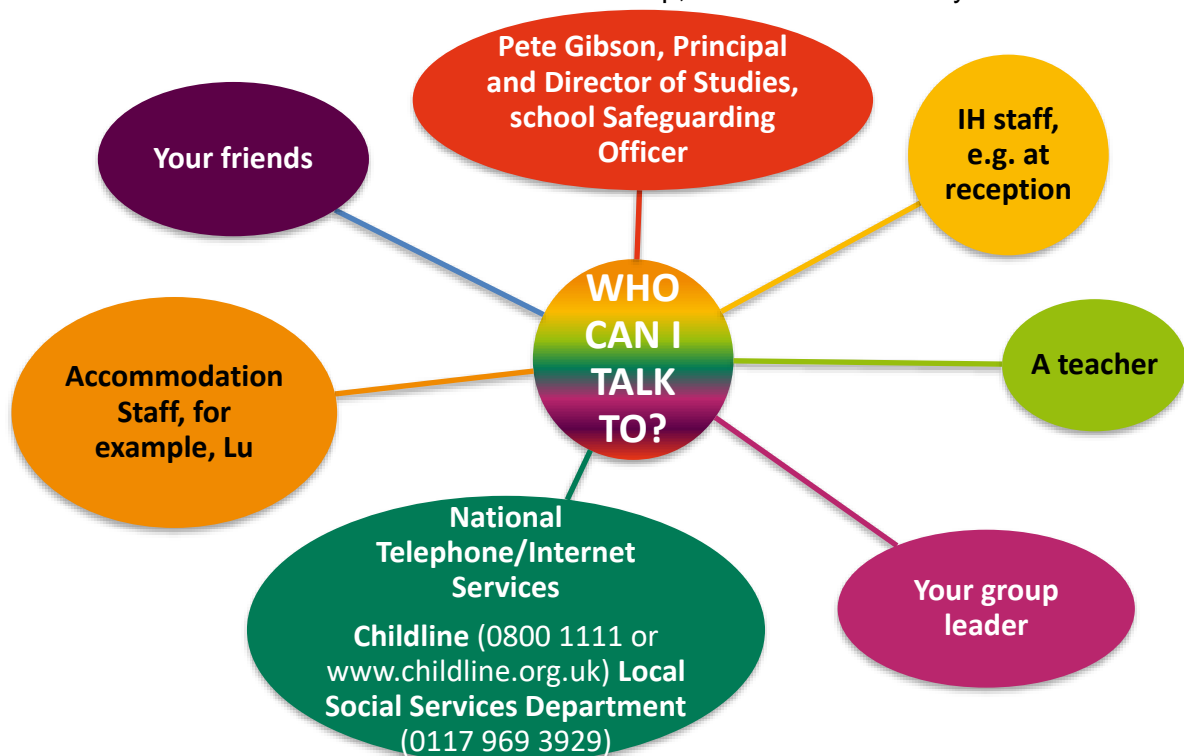 Pete Gibson, Principal
and Director of Studies,
school Safeguarding
Officer
IH staff,
e.g. at
reception
Your friends
WHO
CAN I
TALK
TO?
A teacher
Accommodation
Staff, for
example, Lu
National
Telephone/Internet
Services
Childline (0800 1111 or
www.childline.org.uk) Local
Social Services Department
(0117 969 3929)
Your group
leader